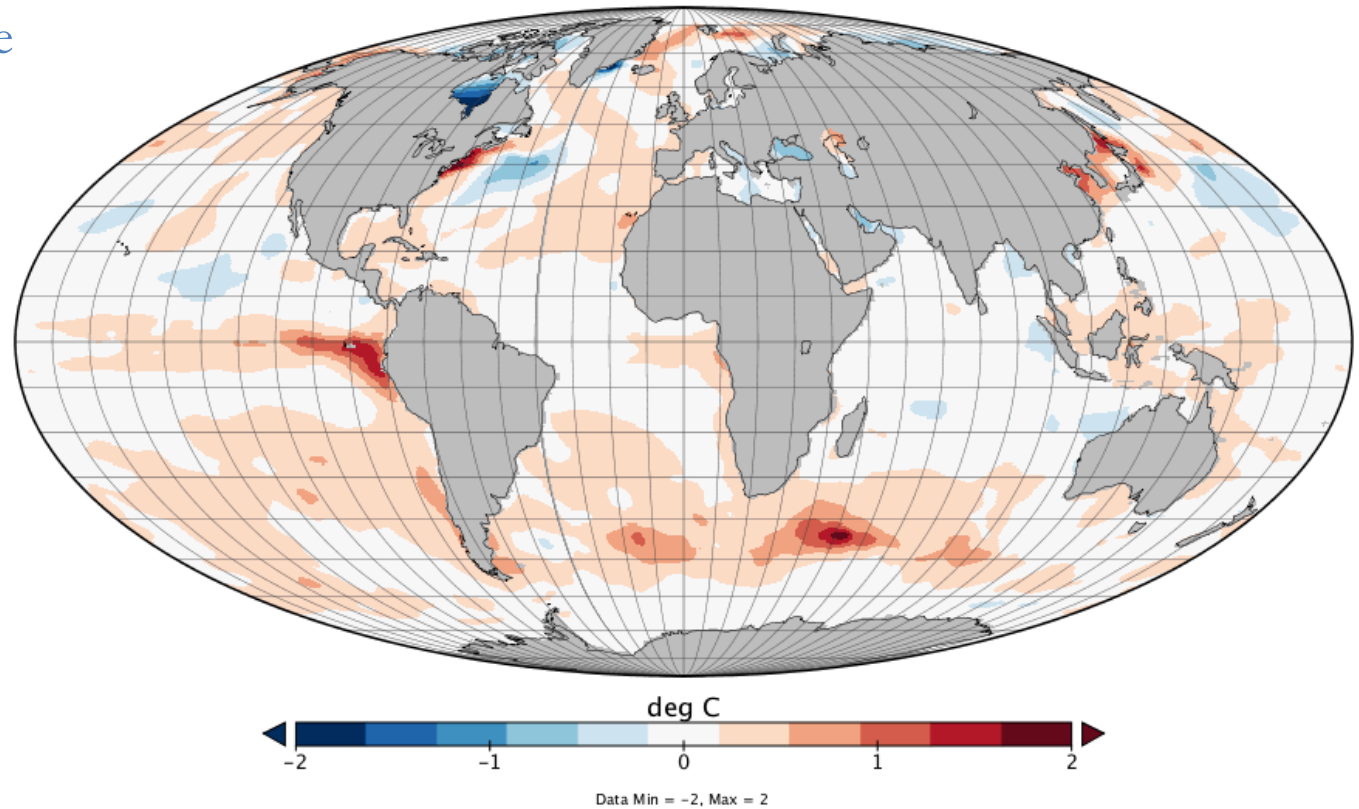 e
deg C
−2 −1 0 1 2
Data Min = −2, Max = 2